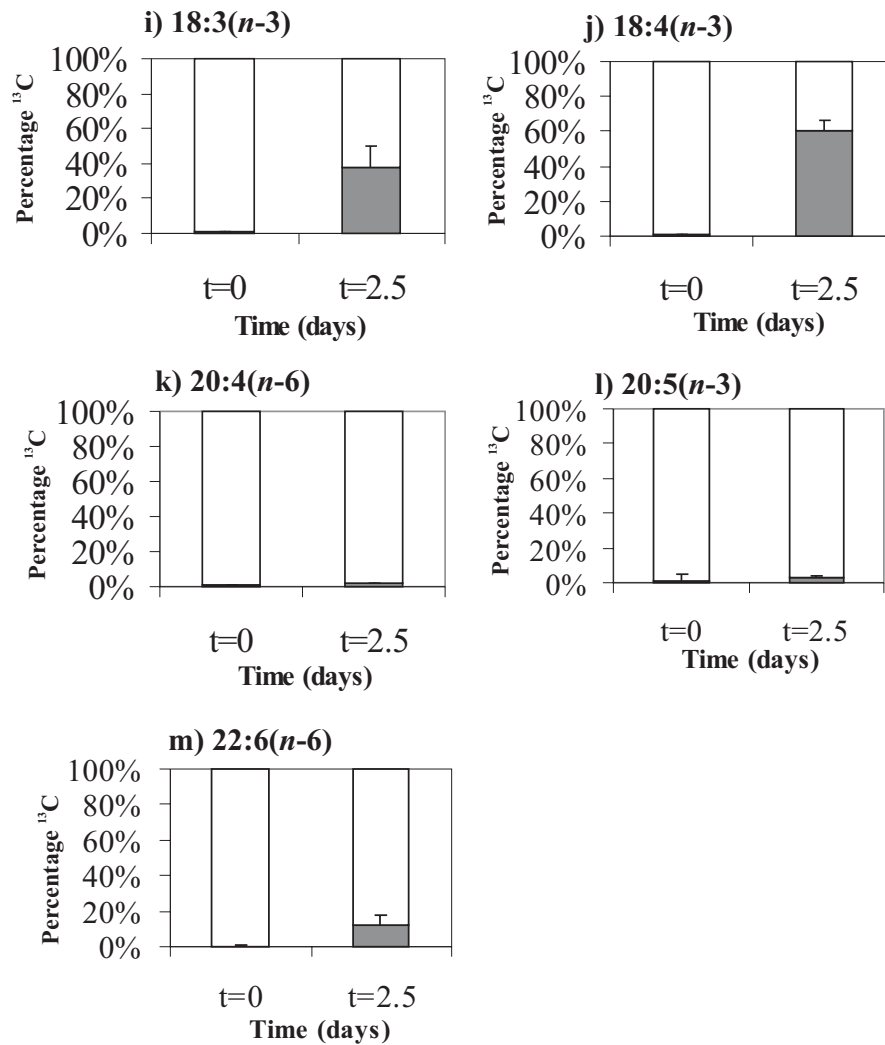 i) 18:3(n-3)
100%
80%
60%
40%
20%
0%
Percentage ¹³C
t=0
t=2.5
Time (days)
j) 18:4(n-3)
100%
80%
60%
40%
20%
0%
Percentage ¹³C
t=0
t=2.5
Time (days)
k) 20:4(n-6)
100%
80%
60%
40%
20%
0%
Percentage ¹³C
t=0
t=2.5
Time (days)
l) 20:5(n-3)
100%
80%
60%
40%
20%
0%
Percentage ¹³C
t=0
t=2.5
Time (days)
m) 22:6(n-6)
100%
80%
60%
40%
20%
0%
Percentage ¹³C
t=0
t=2.5
Time (days)